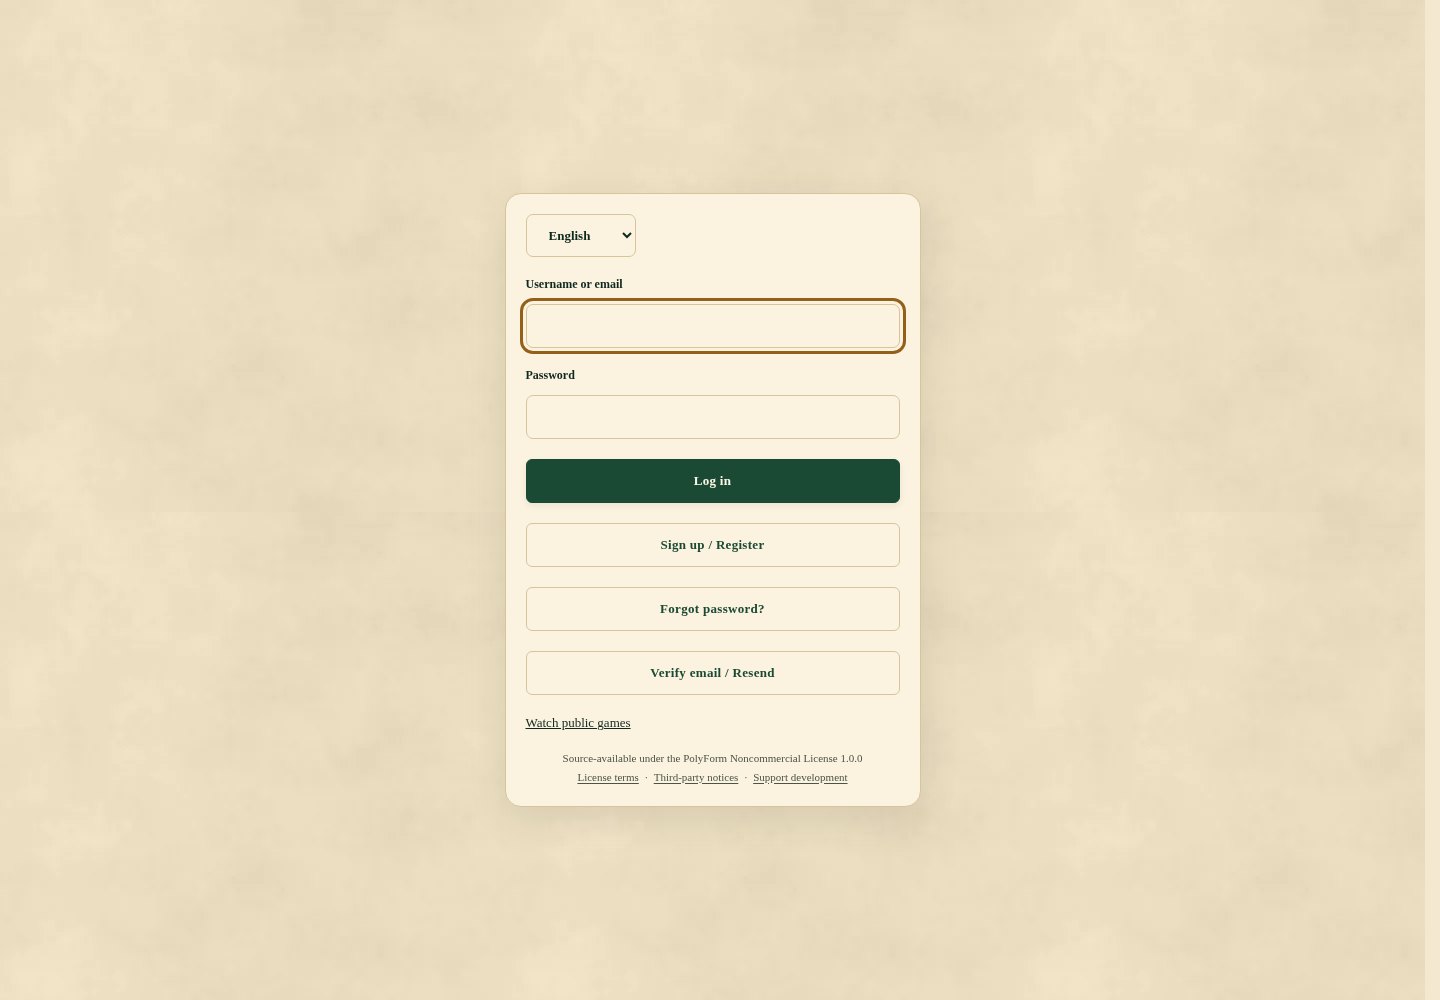 English
Username or email
Password
Log in
Sign up / Register
Forgot password?
Verify email / Resend
Watch public games
Source-available under the PolyForm Noncommercial License 1.0.0
License terms · Third-party notices · Support development